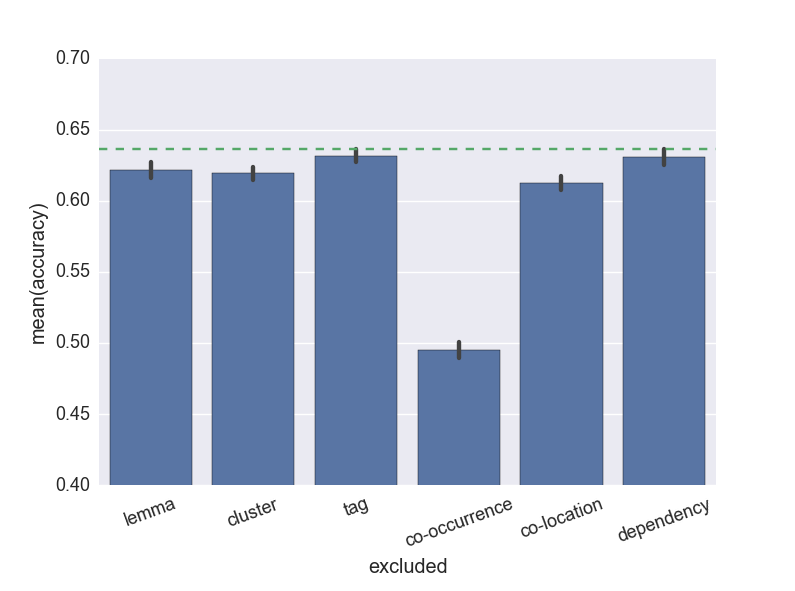 0.70
0.65
0.60
0.55
0.50
0.45
0.40
mean(accuracy)
lemma
cluster
tag
co-occurrence
co-location
dependency
excluded